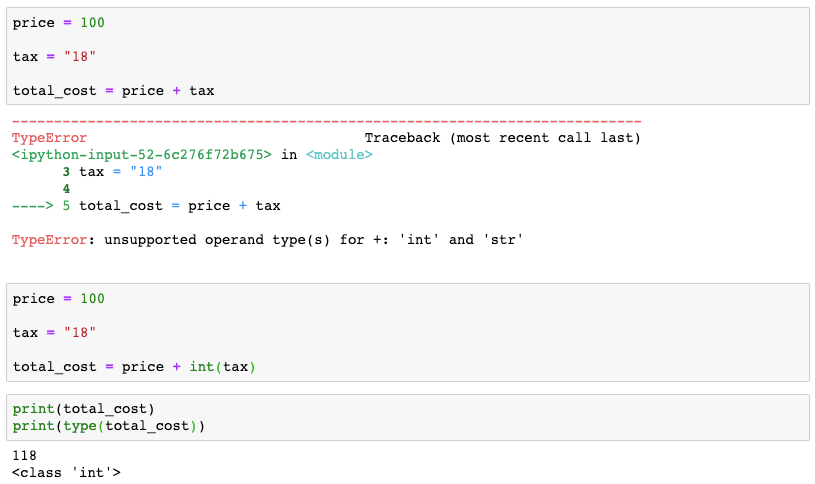 price = 100
tax = "18"
total_cost = price + tax
---------------------------------------------------------------------------
TypeError                                 Traceback (most recent call last)
<ipython-input-52-6c276f72b675> in <module>
      3 tax = "18"
      4
----> 5 total_cost = price + tax
TypeError: unsupported operand type(s) for +: 'int' and 'str'
price = 100
tax = "18"
total_cost = price + int(tax)
print(total_cost)
print(type(total_cost))
118
<class 'int'>